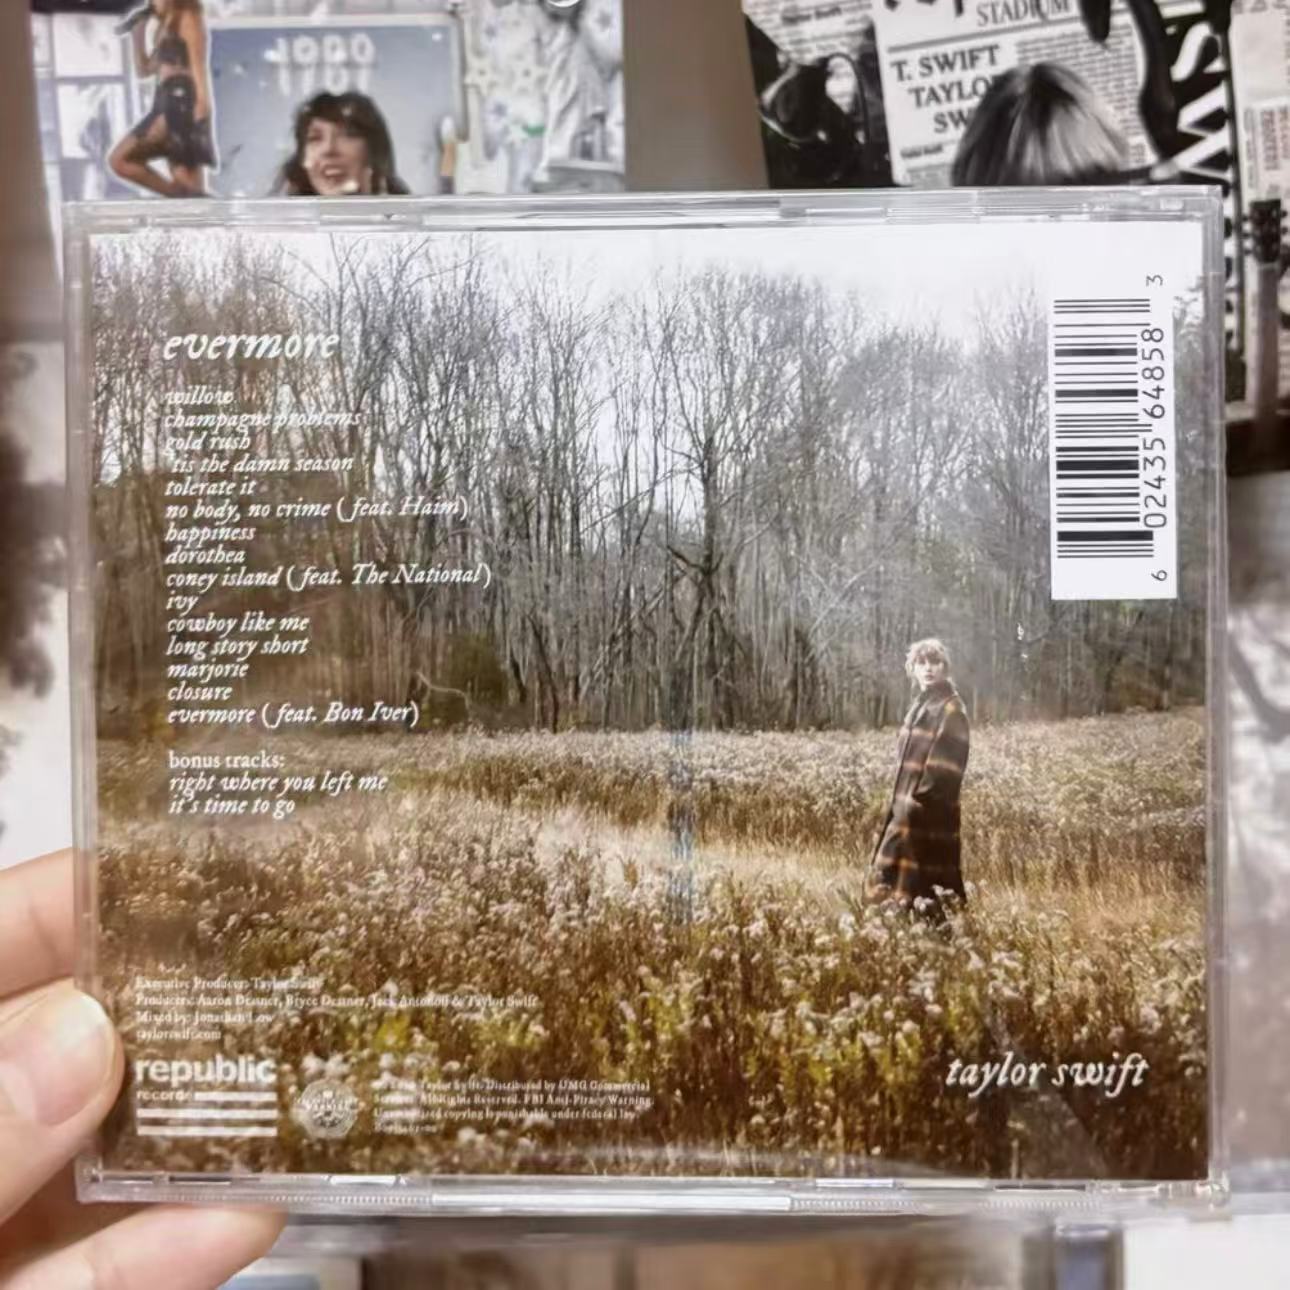 1989
STADIUM
T. SWIFT
TAYLO
SW
evermore
willow
champagne problems
gold rush
'tis the damn season
tolerate it
no body, no crime (feat. Haim)
happiness
dorothea
coney island (feat. The National)
ivy
cowboy like me
long story short
marjorie
closure
evermore (feat. Bon Iver)
bonus tracks:
right where you left me
it's time to go
6 02435 64858 3
Executive Producer: Taylor Swift
Producers: Aaron Dessner, Bryce Dessner, Jack Antonoff & Taylor Swift
Mixed by: Jonathan Low
taylorswift.com
republic
records
Taylor Swift. Distributed by UMG Commercial
Services. All Rights Reserved. FBI Anti-Piracy Warning:
Unauthorized copying is punishable under federal law.
taylor swift